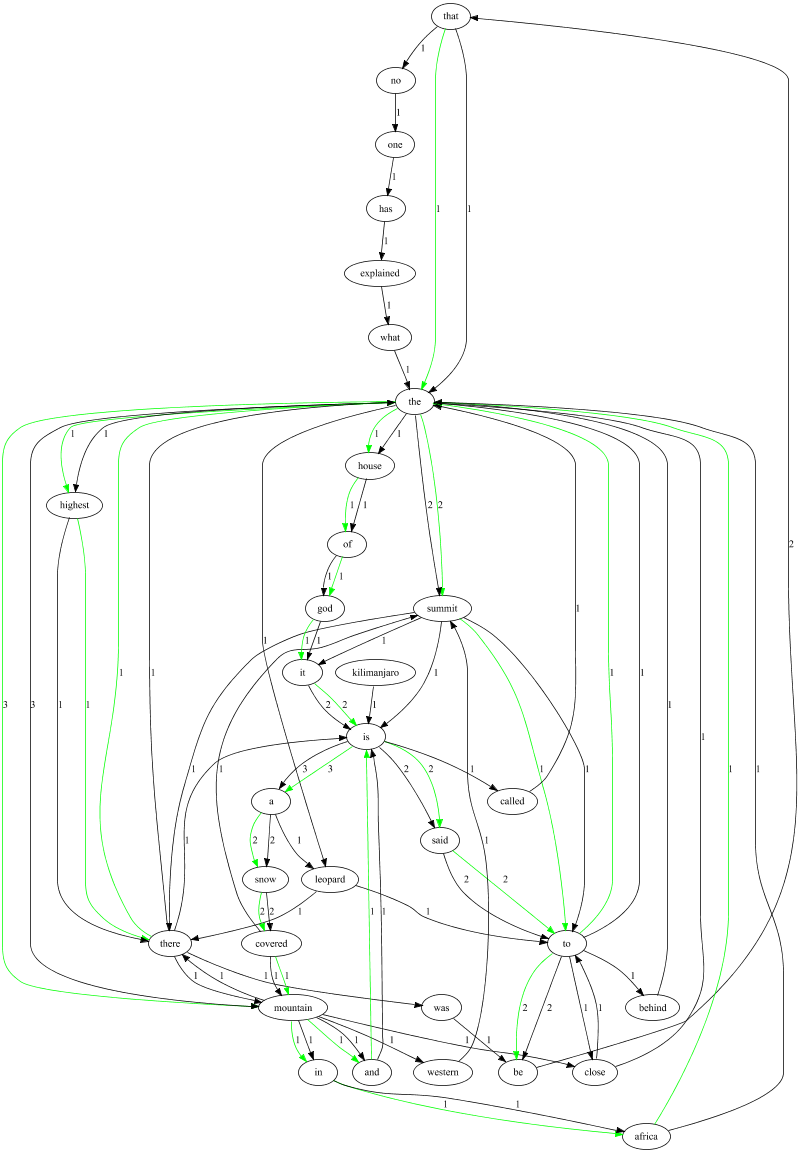 that
1
no
1
one
1 1
has
1
explained
1
what
1
the
1 1 1 1
house
highest
1 1 2 2
of
1 1
god
summit
1 1 1
it
kilimanjaro
1 1 1 1 1
2
3 3 1 1 2 2 1 1
is
1 1 1
3 3 2 2 1
a
called
1 1 1 1
2 2 1
said
snow
leopard
2 2
2 2 1 1
there
covered
to
1 1 1 1 1 1 1
mountain
was
behind
1 1 1 1 1 1 2 2 1 1
in
and
western
be
close
1 1
africa